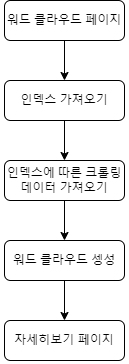 워드 클라우드 페이지
인덱스 가져오기
인덱스에 따른 크롤링
데이터 가져오기
워드 클라우드 셍성
자세히보기 페이지